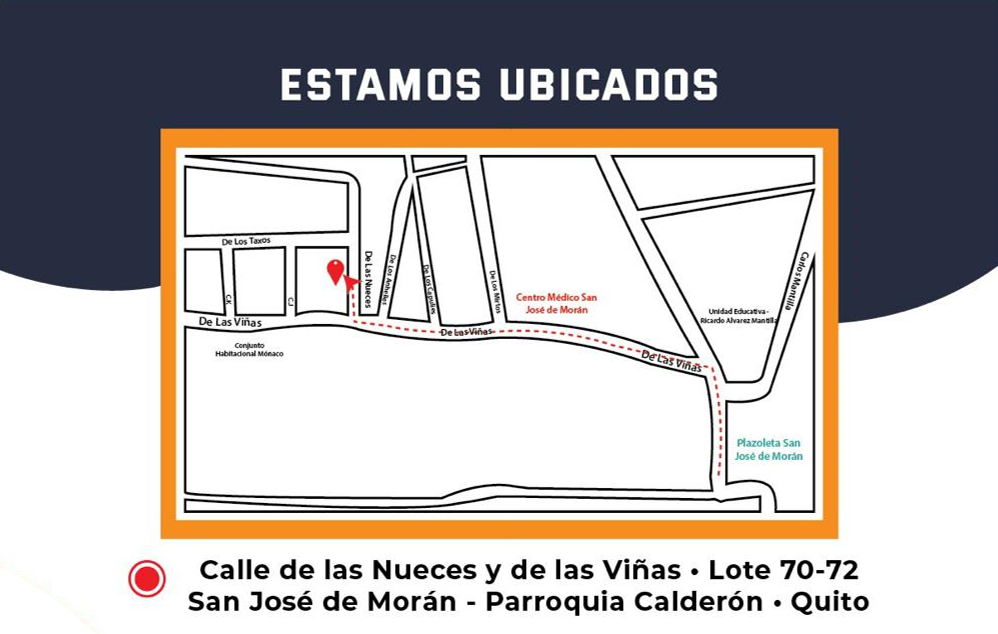 ESTAMOS UBICADOS
De Los Taxos
De Las Nueces
De Los Anheles
De Los Capulíes
De Los Mirtos
Carlos Mantilla
CK
CJ
Centro Médico San
José de Morán
Unidad Educativa-
Ricardo Alvarez Mantilla
De Las Viñas
De Las Viñas
De Las Viñas
Conjunto
Habitacional Mónaco
Plazoleta San
José de Morán
Calle de las Nueces y de las Viñas • Lote 70-72
San José de Morán - Parroquia Calderón • Quito